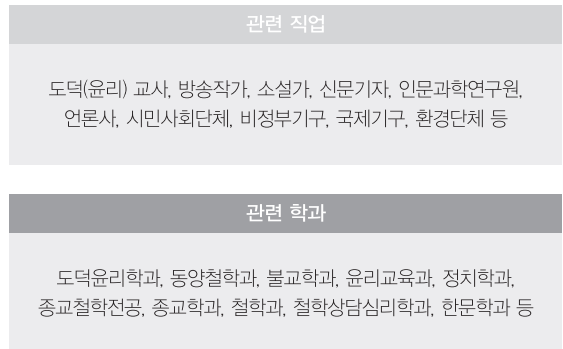 관련 직업
도덕(윤리) 교사, 방송작가, 소설가, 신문기자, 인문과학연구원,
언론사, 시민사회단체, 비정부기구, 국제기구, 환경단체 등
관련 학과
도덕윤리학과, 동양철학과, 불교학과, 윤리교육과, 정치학과,
종교철학전공, 종교학과, 철학과, 철학상담심리학과, 한문학과 등